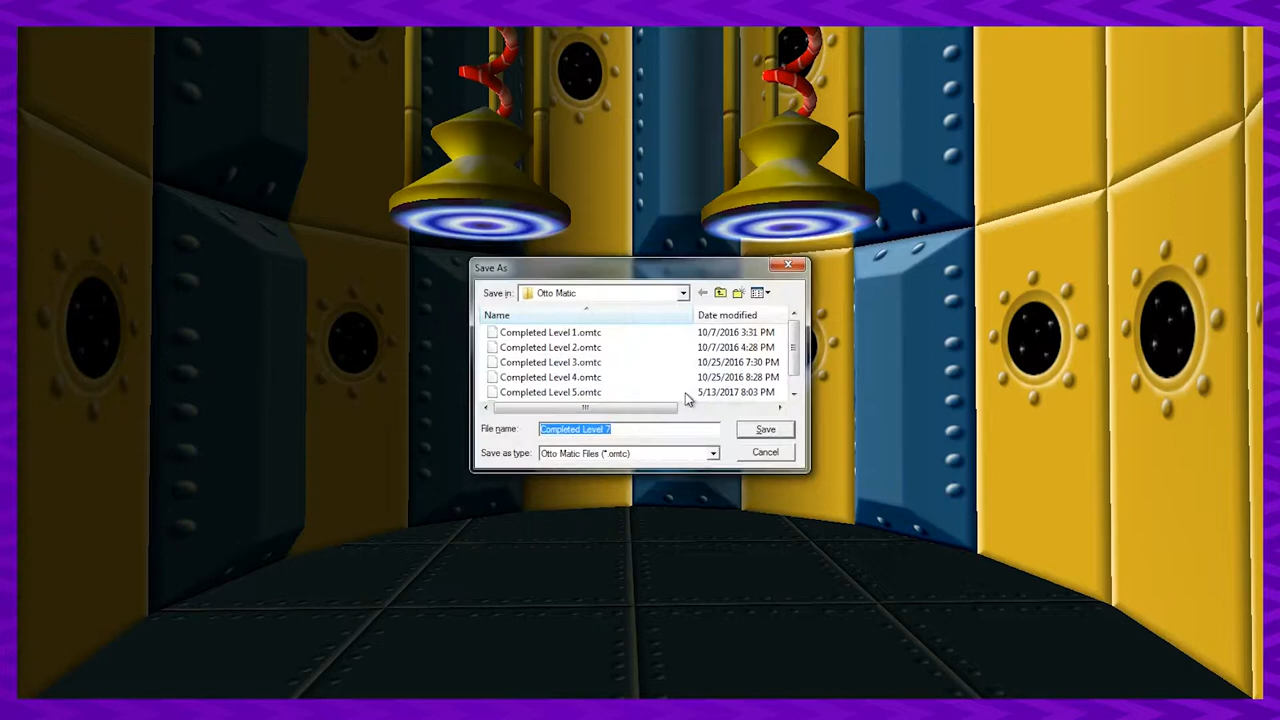 Save As
Save in: Otto Matic
Name Date modified
Completed Level 1.omtc 10/7/2016 3:31 PM
Completed Level 2.omtc 10/7/2016 4:28 PM
Completed Level 3.omtc 10/25/2016 7:30 PM
Completed Level 4.omtc 10/25/2016 8:28 PM
Completed Level 5.omtc 5/13/2017 8:03 PM
File name: Completed Level 7 Save
Save as type: Otto Matic Files (*.omtc) Cancel